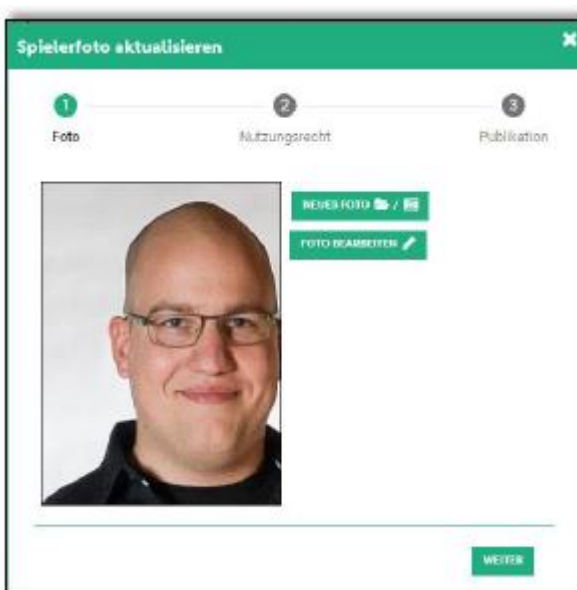 Spielerfoto aktualisieren
1
2
3
Foto
Nutzungsrecht
Publikation
NEUES FOTO /
FOTO BEARBEITEN
WEITER